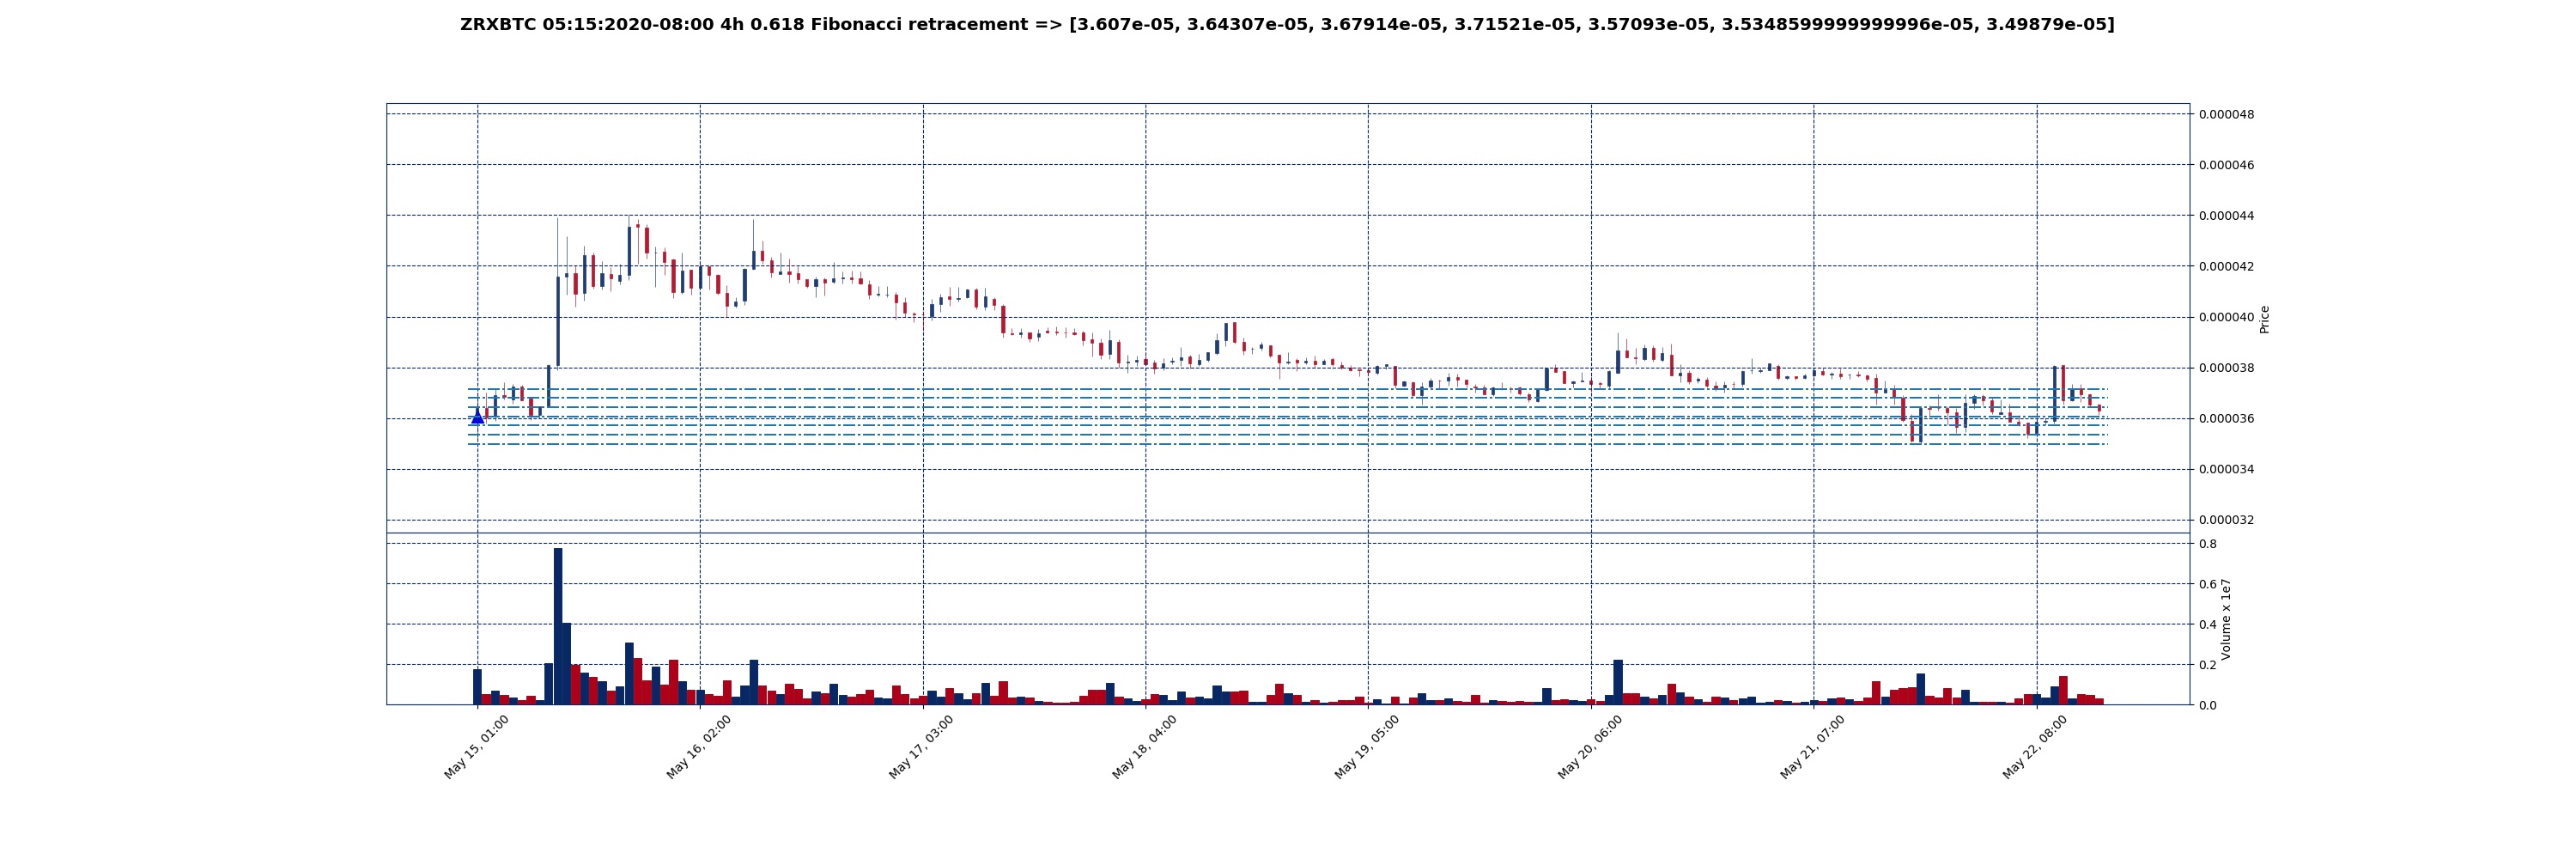 ZRXBTC 05:15:2020-08:00 4h 0.618 Fibonacci retracement => [3.607e-05, 3.64307e-05, 3.67914e-05, 3.71521e-05, 3.57093e-05, 3.5348599999999996e-05, 3.49879e-05]
0.000048
0.000046
0.000044
0.000042
0.000040
0.000038
0.000036
0.000034
0.000032
Price
0.8
0.6
0.4
0.2
0.0
Volume x 1e7
May 15, 01:00
May 16, 02:00
May 17, 03:00
May 18, 04:00
May 19, 05:00
May 20, 06:00
May 21, 07:00
May 22, 08:00